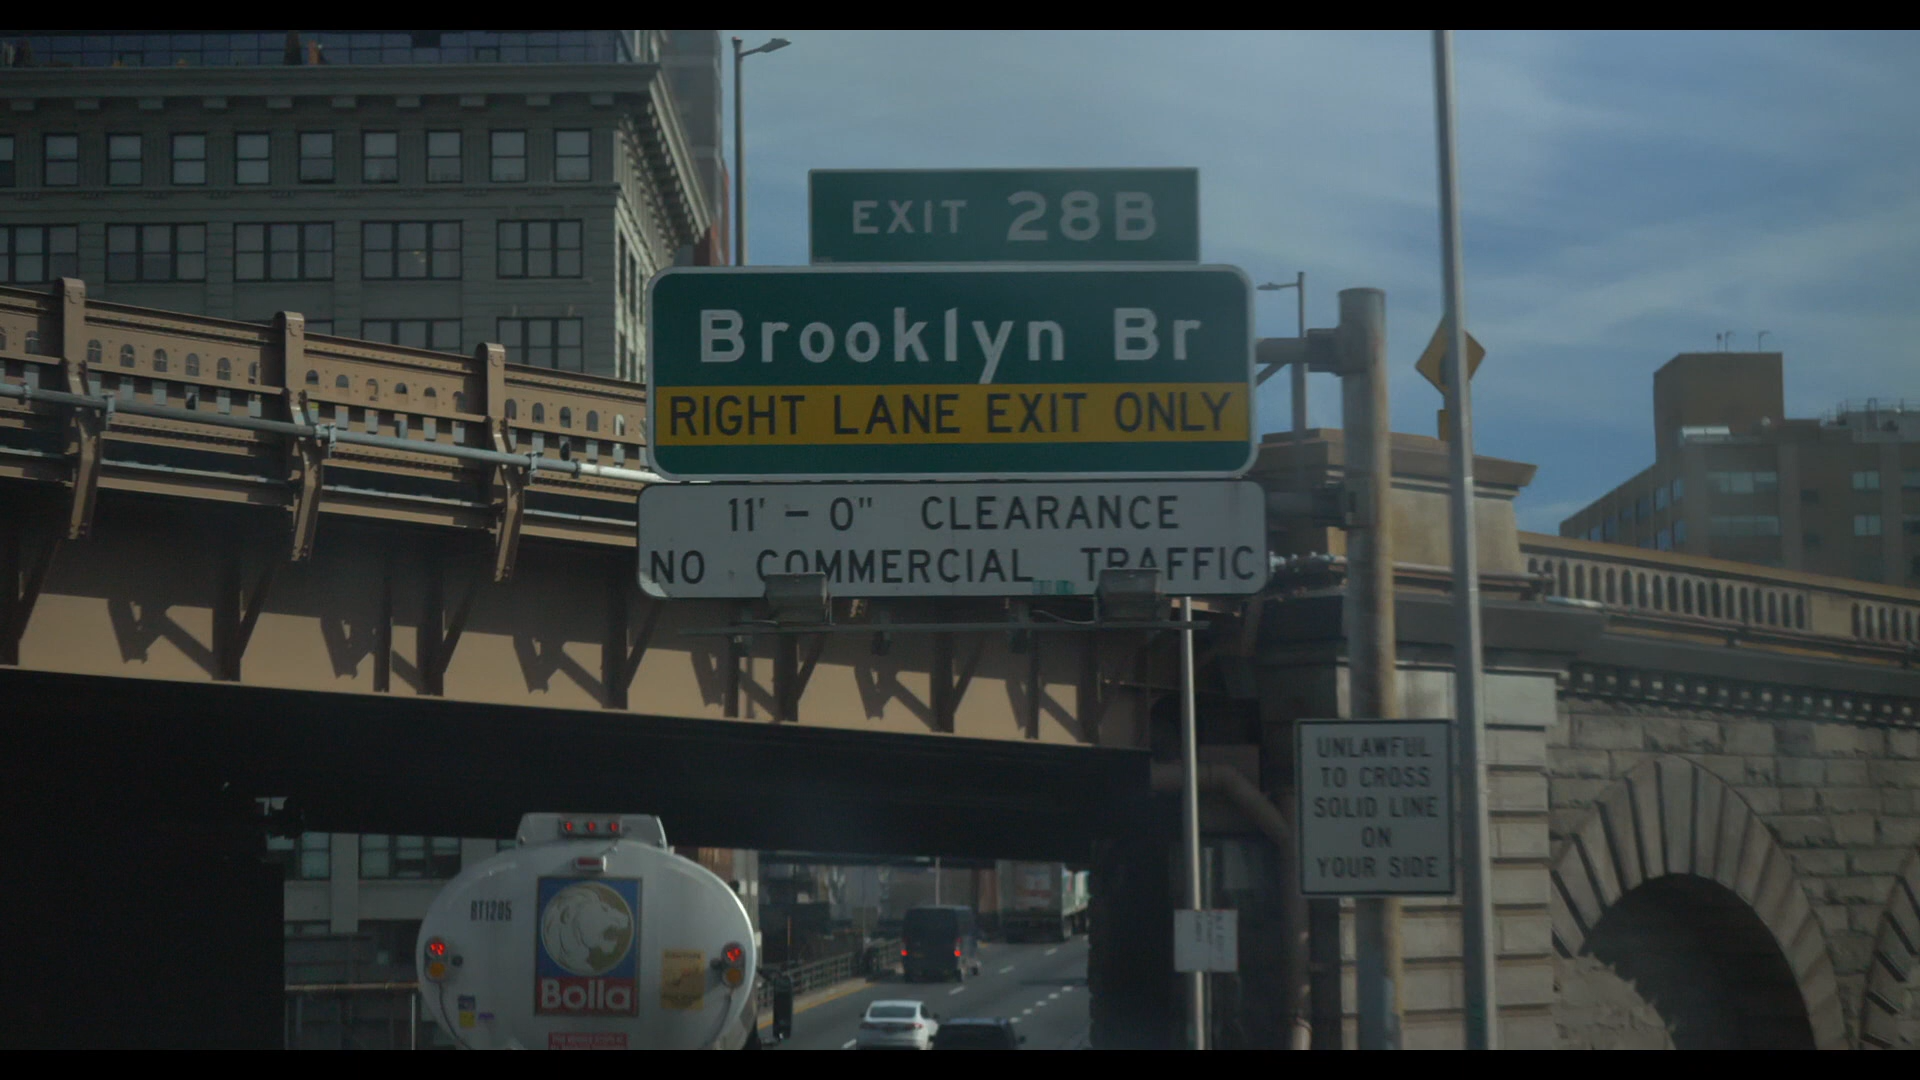 EXIT 28B
Brooklyn Br
RIGHT LANE EXIT ONLY
11' - 0" CLEARANCE
NO COMMERCIAL TRAFFIC
UNLAWFUL
TO CROSS
SOLID LINE
ON
YOUR SIDE
BT1205
Bolla